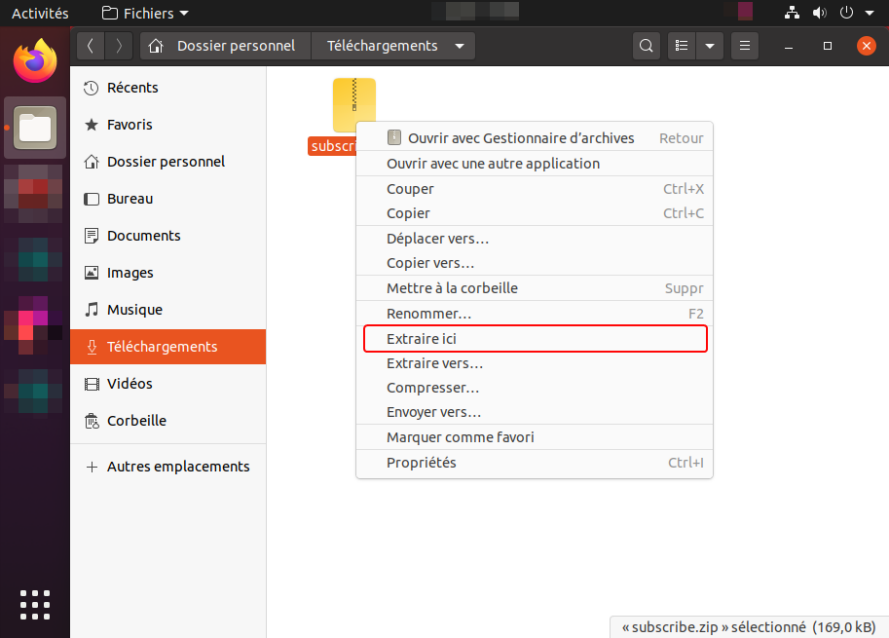 Activités
Fichiers
Dossier personnel
Téléchargements
Récents
Favoris
Dossier personnel
Bureau
Documents
Images
Musique
Téléchargements
Vidéos
Corbeille
Autres emplacements
subscr
Ouvrir avec Gestionnaire d’archives Retour
Ouvrir avec une autre application
Couper Ctrl+X
Copier Ctrl+C
Déplacer vers…
Copier vers…
Mettre à la corbeille Suppr
Renommer… F2
Extraire ici
Extraire vers…
Compresser…
Envoyer vers…
Marquer comme favori
Propriétés Ctrl+I
« subscribe.zip » sélectionné (169,0 kB)